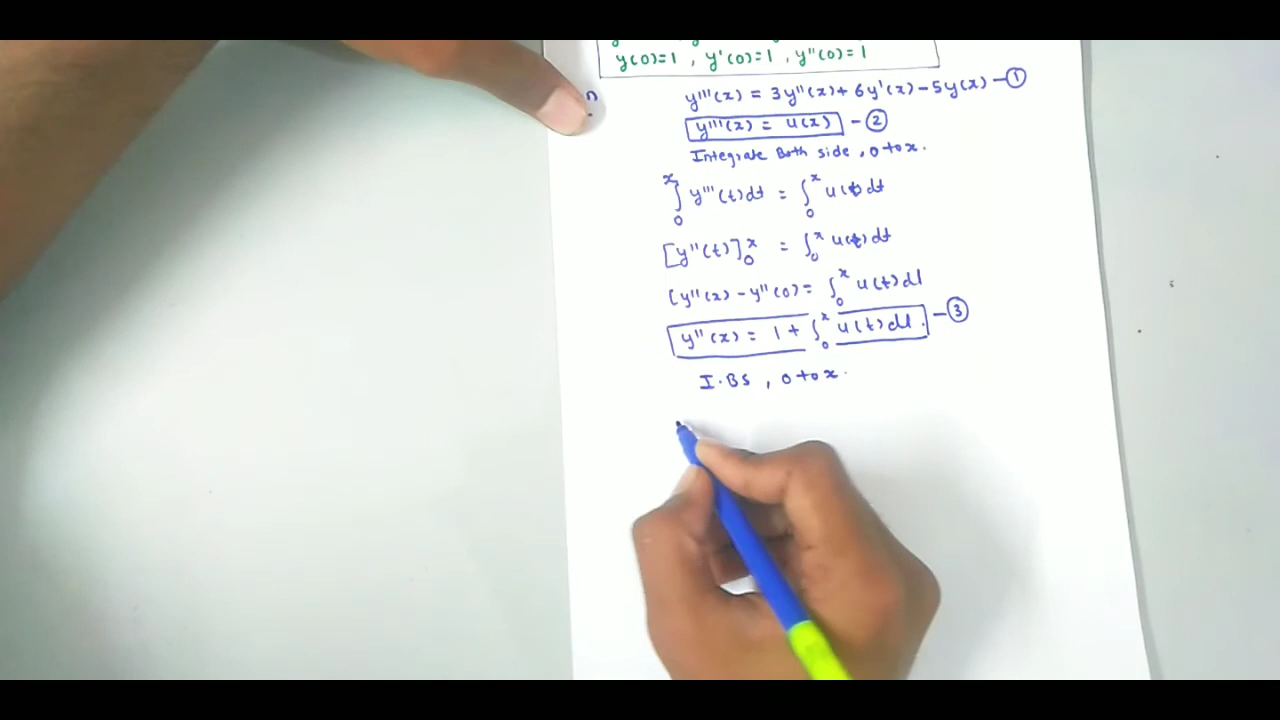 y(0)=1 , y'(0)=1 , y''(0)=1
y'''(x) = 3y''(x)+ 6y'(x) - 5y(x) - ①
y'''(x) = u(x) - ②
Integrate Both side , 0 to x.
∫₀ˣ y'''(t)dt = ∫₀ˣ u(t) dt
[y''(t)]₀ˣ = ∫₀ˣ u(t) dt
[y''(x) - y''(0) = ∫₀ˣ u(t) dt
y''(x) = 1 + ∫₀ˣ u(t) dt. - ③
I.BS , 0 to x.